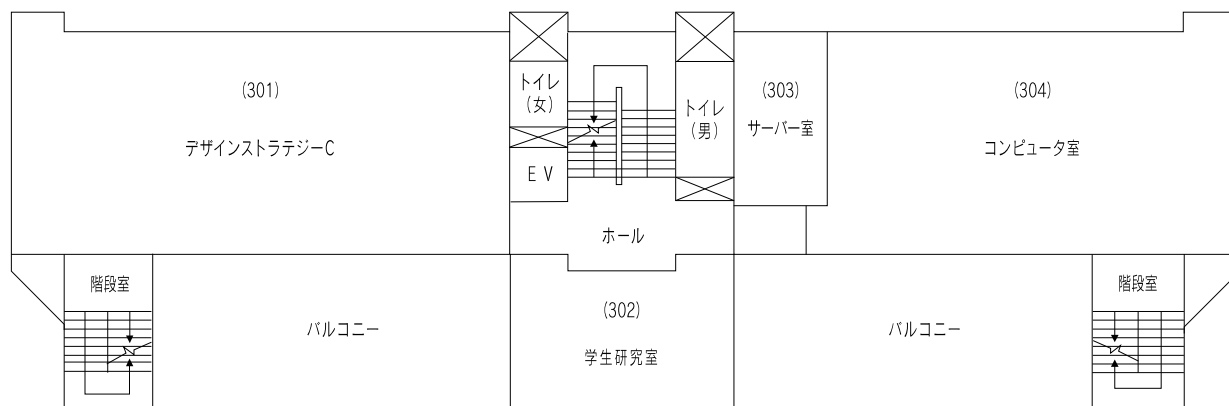 (301)
デザインストラテジーC
トイレ
(女)
EV
トイレ
(男)
(303)
サーバー室
(304)
コンピュータ室
ホール
階段室
バルコニー
(302)
学生研究室
バルコニー
階段室